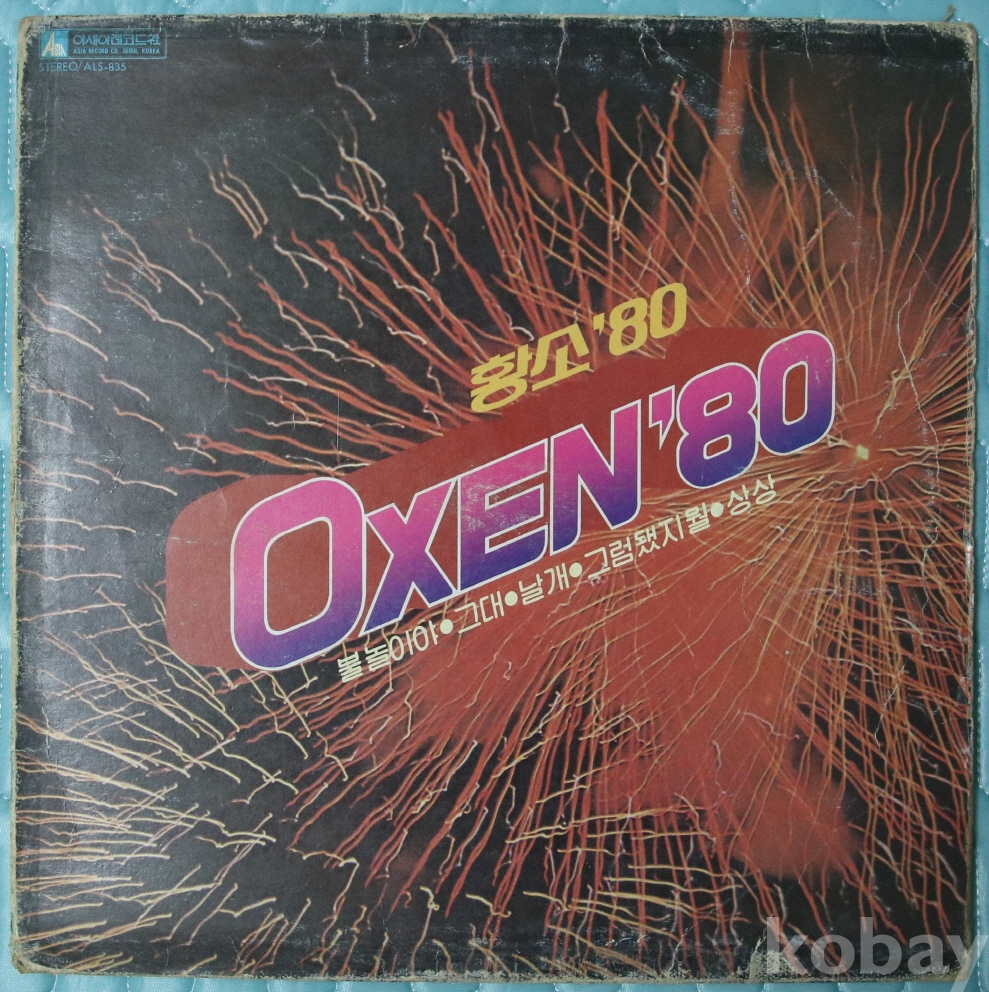 아세아레코드社
ASIA RECORD CO. SEOUL KOREA
STEREO/ALS-835
황소'80
OXEN'80
불놀이야•그대•날개•그럼됐지 뭘•상상
kobay